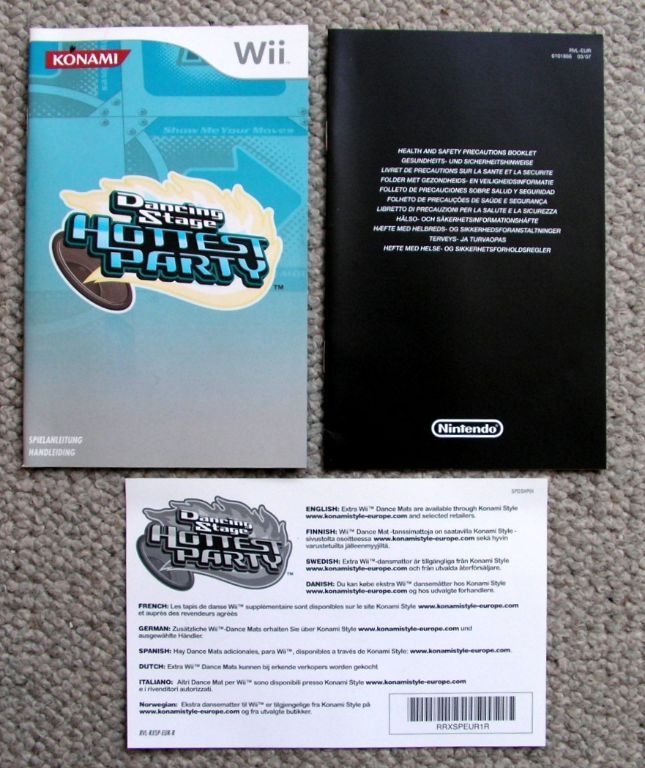 KONAMI
Wii™
Show Me Your Moves
Dancing
Stage
HOTTEST
PARTY™
SPIELANLEITUNG
HANDLEIDING
RVL-EUR
HEALTH AND SAFETY PRECAUTIONS BOOKLET
GESUNDHEITS- UND SICHERHEITSHINWEISE
LIVRET DE PRECAUTIONS SUR LA SANTE ET LA SECURITE
FOLDER MET GEZONDHEIDS- EN VEILIGHEIDSINFORMATIE
FOLLETO DE PRECAUCIONES SOBRE SALUD Y SEGURIDAD
FOLHETO DE PRECAUÇÕES DE SAÚDE E SEGURANÇA
LIBRETTO DI PRECAUZIONI PER LA SALUTE E LA SICUREZZA
HÄLSO- OCH SÄKERHETSINFORMATIONSHÄFTE
HÆFTE MED HELBREDS- OG SIKKERHEDSFORANSTALTNINGER
TERVEYS- JA TURVAOPAS
HEFTE MED HELSE- OG SIKKERHETSFORHOLDSREGLER
Nintendo
Dancing
Stage
HOTTEST
PARTY™
ENGLISH: Extra Wii™ Dance Mats are available through Konami Style
www.konamistyle-europe.com and selected retailers.
FINNISH: Wii™ Dance Mat -tanssimattoja on saatavilla Konami Style -
sivustolta osoitteessa www.konamistyle-europe.com sekä hyvin
varustetuilta jälleenmyyjiltä.
SWEDISH: Extra Wii™-dansmattor är tillgängliga från Konami Style
www.konamistyle-europe.com och från utvalda återförsäljare.
DANISH: Du kan købe ekstra Wii™ dansemåtter hos Konami Style
www.konamistyle-europe.com og hos udvalgte forhandlere.
FRENCH: Les tapis de danse Wii™ supplémentaire sont disponibles sur le site Konami Style www.konamistyle-europe.com
et auprès des revendeurs agréés
GERMAN: Zusätzliche Wii™-Dance Mats erhalten Sie über Konami Style www.konamistyle-europe.com und
ausgewählte Händler.
SPANISH: Hay Dance Mats adicionales, para Wii™, disponibles a través de Konami Style; www.konamistyle-europe.com.
DUTCH: Extra Wii Dance Mats kunnen bij erkende verkopers worden gekocht
ITALIANO: Altri Dance Mat per Wii™ sono disponibili presso Konami Style www.konamistyle-europe.com
e i rivenditori autorizzati.
Norwegian: Ekstra dansematter til Wii™ er tilgjengelige fra Konami Style på
www.konamistyle-europe.com og fra utvalgte butikker.
RRXSPEUR1R
RVL-RXSP-EUR-R